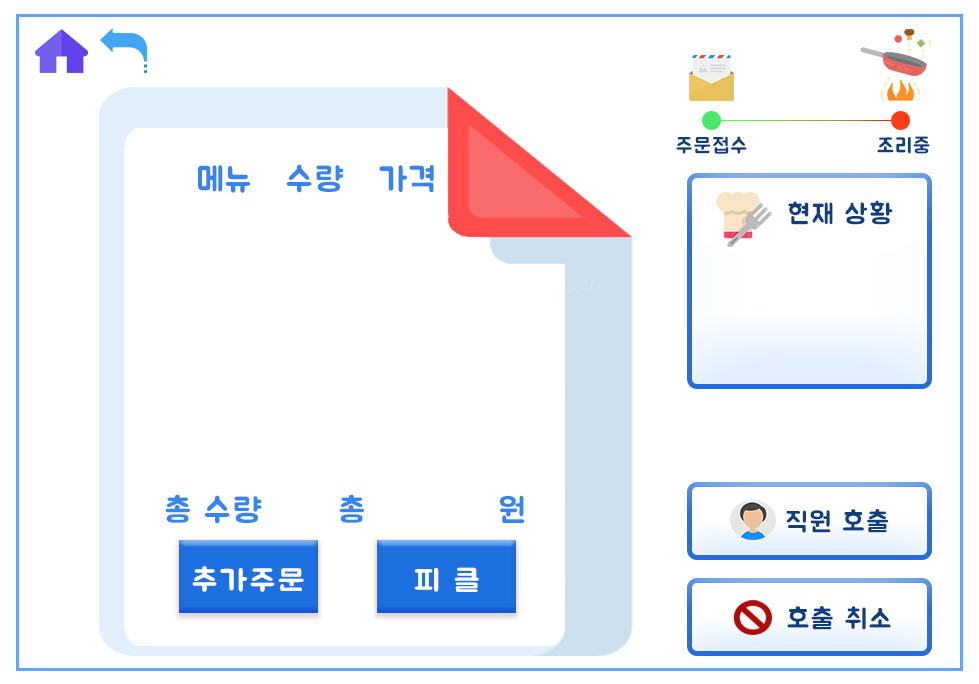 주문접수 조리중
메뉴 수량 가격
현재 상황
총 수량 총 원
추가주문 피 클
직원 호출
호출 취소